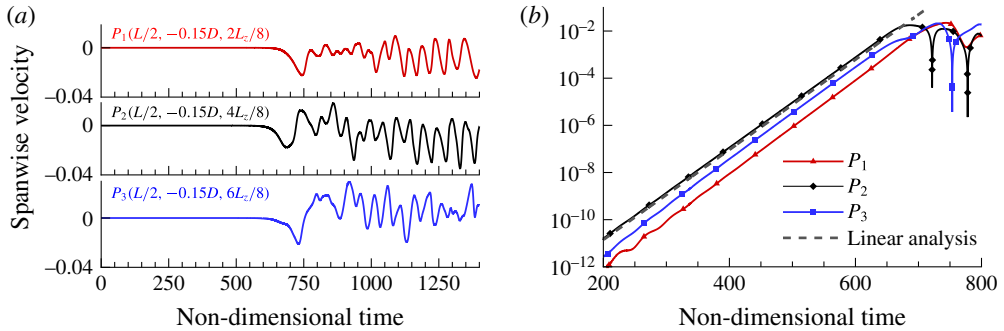 (a)
Spanwise velocity
0
−0.04
P1(L/2, −0.15D, 2Lz/8)
0
−0.04
P2(L/2, −0.15D, 4Lz/8)
0
−0.04
P3(L/2, −0.15D, 6Lz/8)
0 250 500 750 1000 1250
Non-dimensional time
(b)
10−2
10−4
10−6
10−8
10−10
10−12
P1
P2
P3
Linear analysis
200 300 400 500 600 700 800
Non-dimensional time